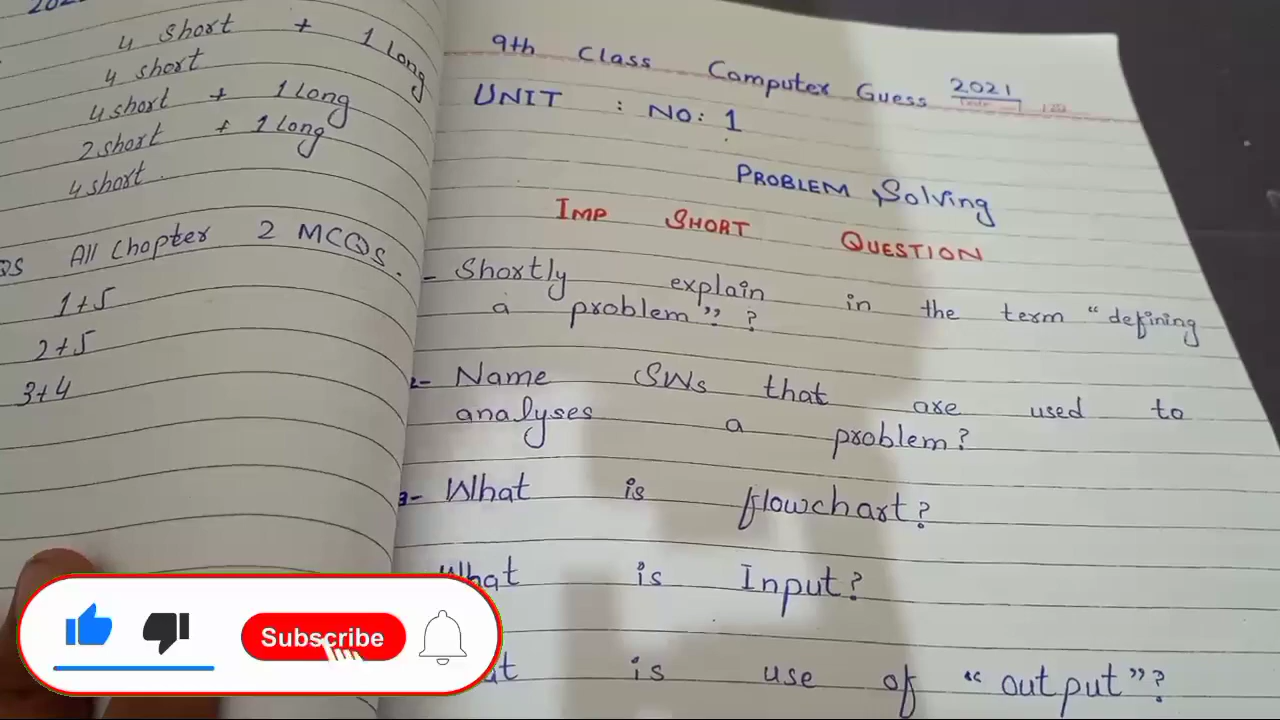 4 short + 1 Long
4 short
4 short + 1 Long
2 short + 1 Long
4 short
All Chapter 2 MCQS.
1+5
2+5
3+4
9th Class Computer Guess 2021
UNIT : NO: 1
PROBLEM Solving
IMP SHORT QUESTION
- Shortly explain in the term "defining
a problem"?
2- Name SWs that are used to
analyses a problem?
3- What is flowchart?
What is Input?
is use of "output"?
Subscribe